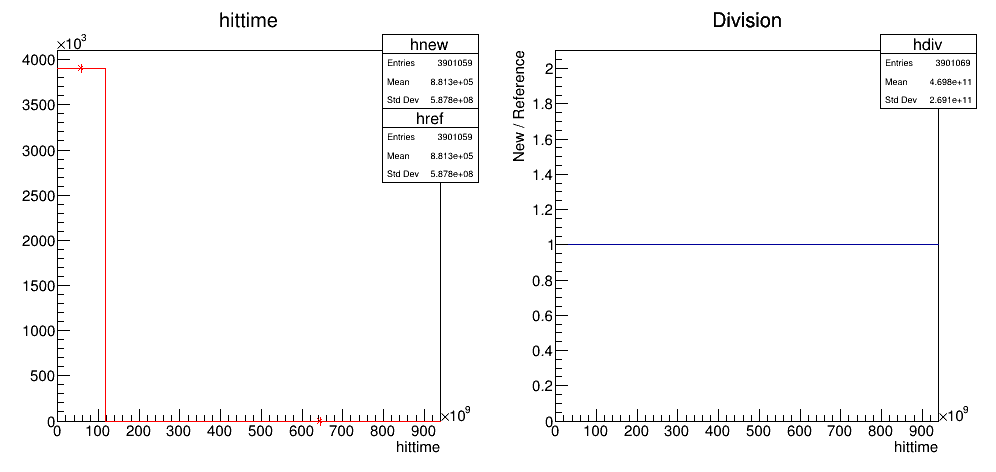 hittime
×10³
4000
3500
3000
2500
2000
1500
1000
500
0
0 100 200 300 400 500 600 700 800 900
×10⁹
hittime
hnew
Entries 3901059
Mean 8.813e+05
Std Dev 5.878e+08
href
Entries 3901059
Mean 8.813e+05
Std Dev 5.878e+08
Division
New / Reference
2
1.8
1.6
1.4
1.2
1
0.8
0.6
0.4
0.2
0
0 100 200 300 400 500 600 700 800 900
×10⁹
hittime
hdiv
Entries 3901069
Mean 4.698e+11
Std Dev 2.691e+11